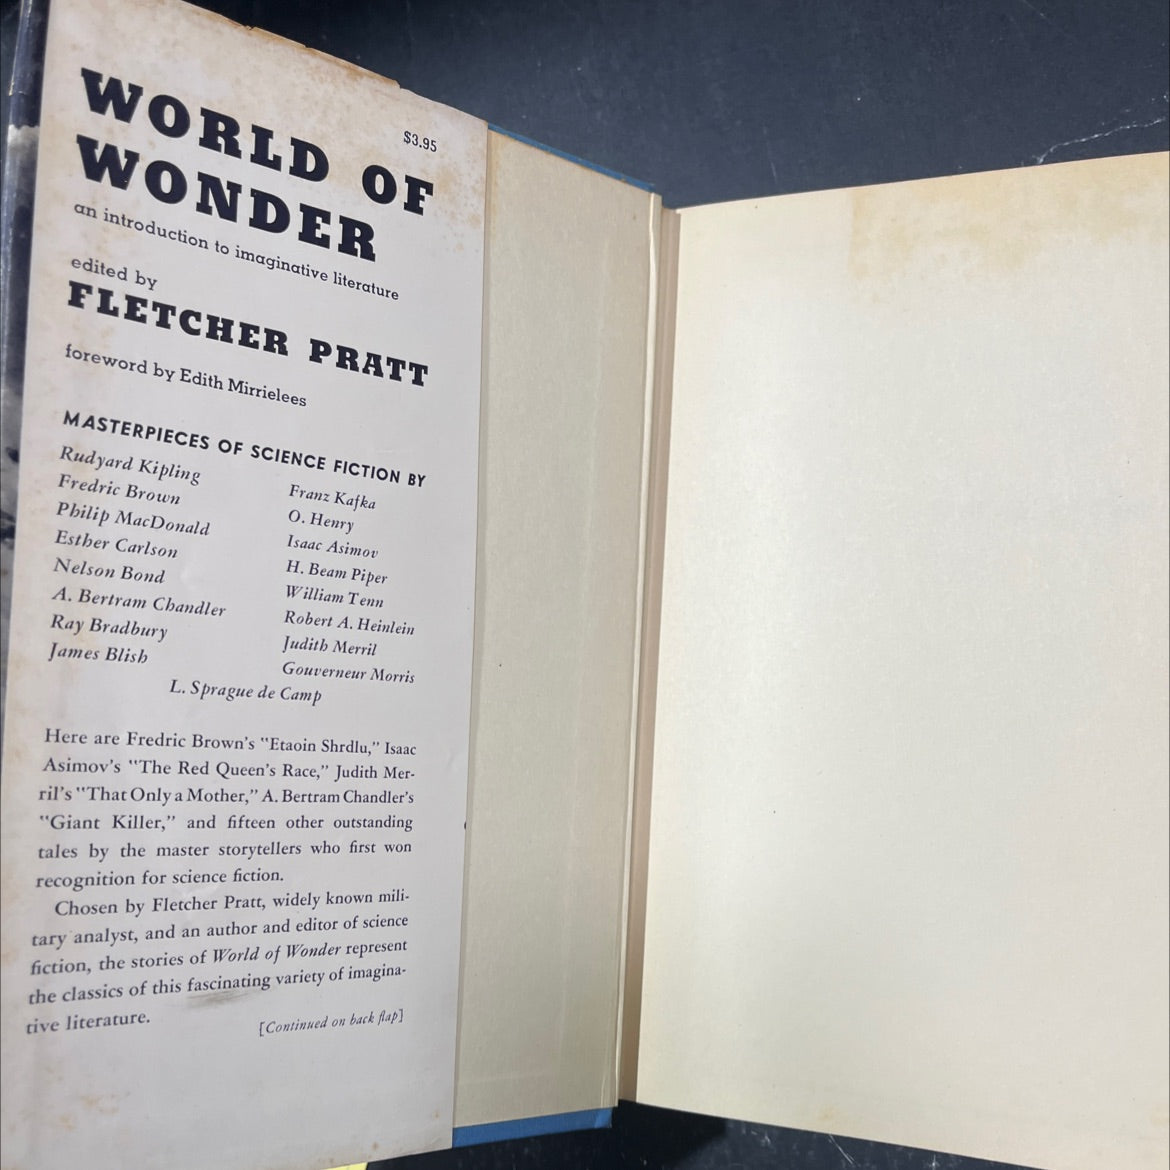 $3.95
WORLD OF
WONDER
an introduction to imaginative literature
edited by
FLETCHER PRATT
foreword by Edith Mirrielees
MASTERPIECES OF SCIENCE FICTION BY
Rudyard Kipling
Fredric Brown
Philip MacDonald
Esther Carlson
Nelson Bond
A. Bertram Chandler
Ray Bradbury
James Blish
Franz Kafka
O. Henry
Isaac Asimov
H. Beam Piper
William Tenn
Robert A. Heinlein
Judith Merril
Gouverneur Morris
L. Sprague de Camp
Here are Fredric Brown's "Etaoin Shrdlu," Isaac
Asimov's "The Red Queen's Race," Judith Mer-
ril's "That Only a Mother," A. Bertram Chandler's
"Giant Killer," and fifteen other outstanding
tales by the master storytellers who first won
recognition for science fiction.
Chosen by Fletcher Pratt, widely known mili-
tary analyst, and an author and editor of science
fiction, the stories of World of Wonder represent
the classics of this fascinating variety of imagina-
tive literature.
[Continued on back flap]